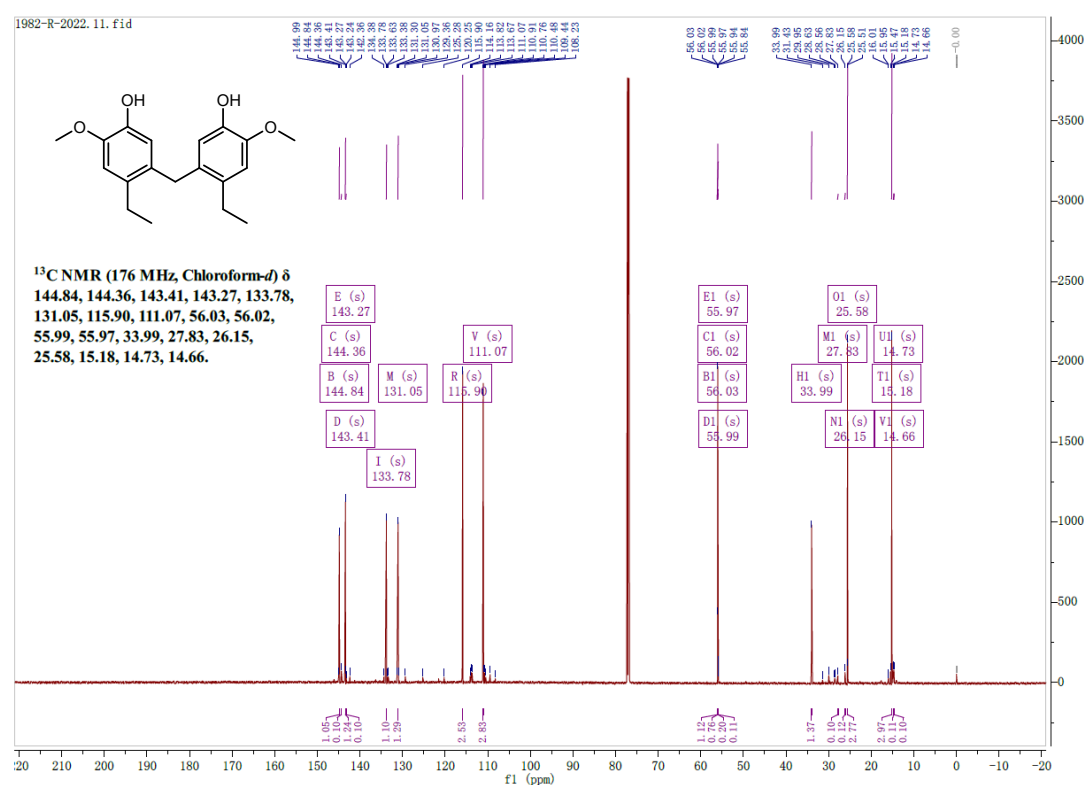 1982-R-2022.11.fid
144.99 144.84 144.36 143.41 143.27 143.24 142.36 134.38 133.78 133.63 133.38 131.30 131.05 130.97 129.36 125.28 120.25 115.90 114.16 113.82 113.67 111.07 110.91 110.76 110.48 109.44 108.23
56.03 56.02 55.99 55.97 55.94 55.84
33.99 31.43 29.95 28.63 28.56 27.83 26.15 25.58 25.51 16.01 15.95 15.47 15.18 14.73 14.66
-0.00
OH OH
O O
13C NMR (176 MHz, Chloroform-d) δ
144.84, 144.36, 143.41, 143.27, 133.78,
131.05, 115.90, 111.07, 56.03, 56.02,
55.99, 55.97, 33.99, 27.83, 26.15,
25.58, 15.18, 14.73, 14.66.
E (s)
143.27
C (s)
144.36
B (s)
144.84
D (s)
143.41
M (s)
131.05
I (s)
133.78
V (s)
111.07
R (s)
115.90
E1 (s)
55.97
C1 (s)
56.02
B1 (s)
56.03
D1 (s)
55.99
O1 (s)
25.58
M1 (s)
27.83
H1 (s)
33.99
N1 (s)
26.15
U1 (s)
14.73
T1 (s)
15.18
V1 (s)
14.66
4000
3500
3000
2500
2000
1500
1000
500
0
1.05 0.10 1.24 0.10 1.10 1.29 2.53 2.83 1.12 0.76 0.20 0.11 1.37 0.10 0.12 2.77 2.97 0.11 0.10
210 200 190 180 170 160 150 140 130 120 110 100 90 80 70 60 50 40 30 20 10 0 -10 -20
f1 (ppm)